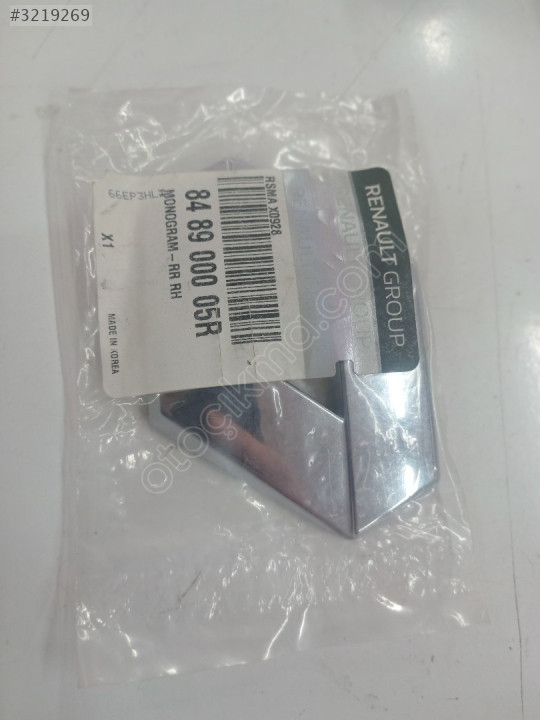 #3219269
RENAULT GROUP
RSMA X0928
84 89 000 05R
MONOGRAM - RR RH
X1
MADE IN KOREA
otoçıkma.com